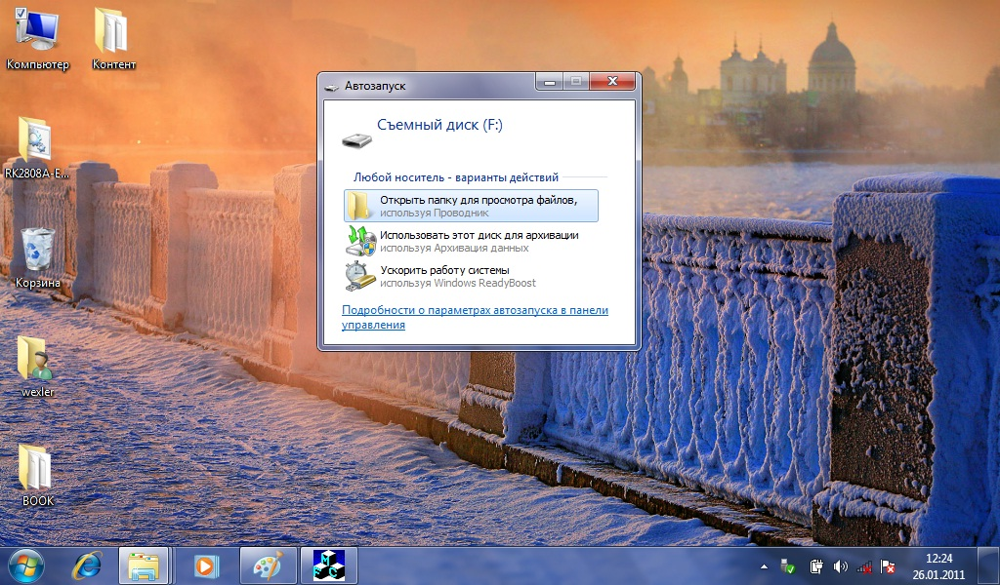 Компьютер
Контент
RK2808A-E...
Корзина
wexler
BOOK
Автозапуск
Съемный диск (F:)
Любой носитель - варианты действий
Открыть папку для просмотра файлов,
используя Проводник
Использовать этот диск для архивации
используя Архивация данных
Ускорить работу системы
используя Windows ReadyBoost
Подробности о параметрах автозапуска в панели
управления
M
F C
12:24
26.01.2011